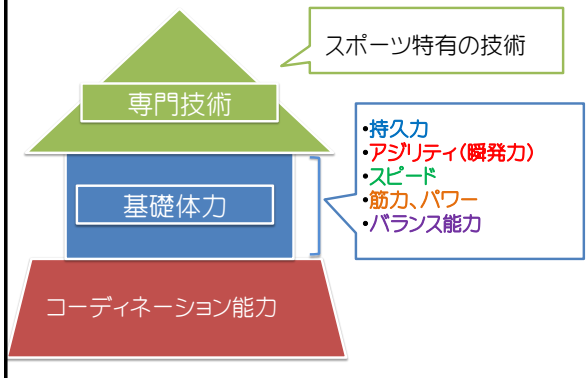 スポーツ特有の技術
専門技術
•持久力
•アジリティ(瞬発力)
•スピード
•筋力、パワー
•バランス能力
基礎体力
コーディネーション能力